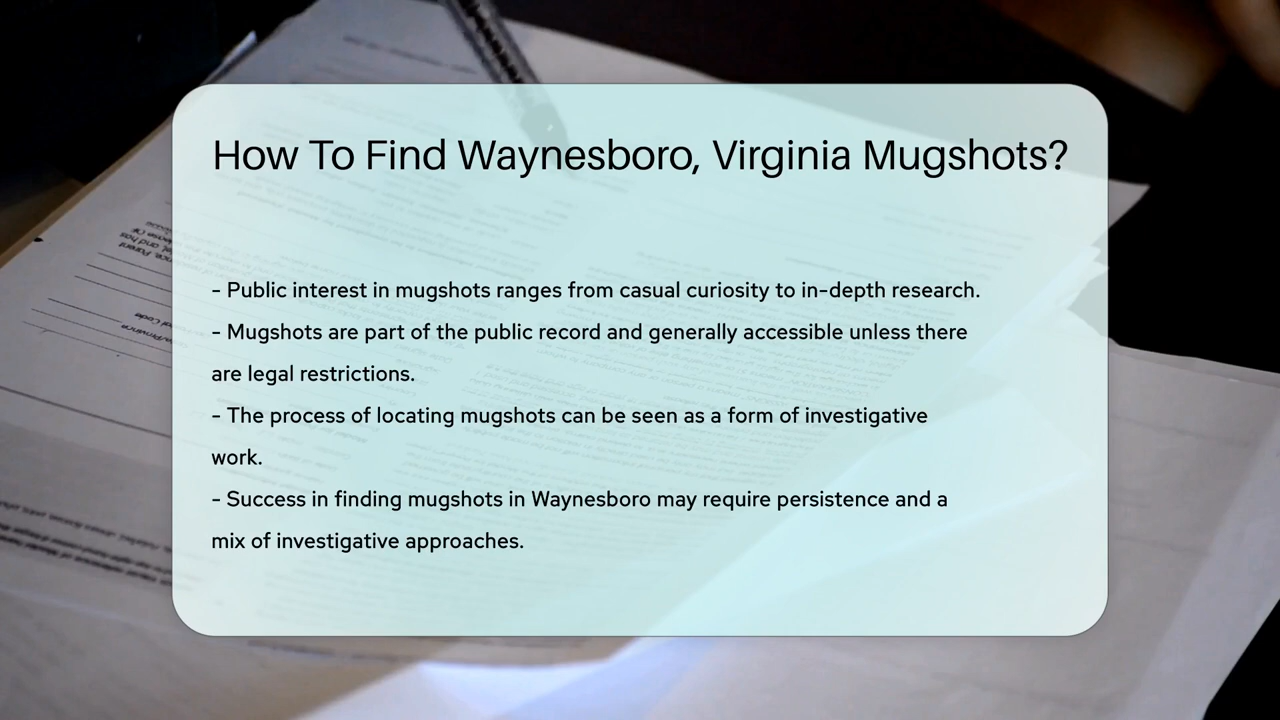 How To Find Waynesboro, Virginia Mugshots?
– Public interest in mugshots ranges from casual curiosity to in-depth research.
– Mugshots are part of the public record and generally accessible unless there
are legal restrictions.
– The process of locating mugshots can be seen as a form of investigative
work.
– Success in finding mugshots in Waynesboro may require persistence and a
mix of investigative approaches.